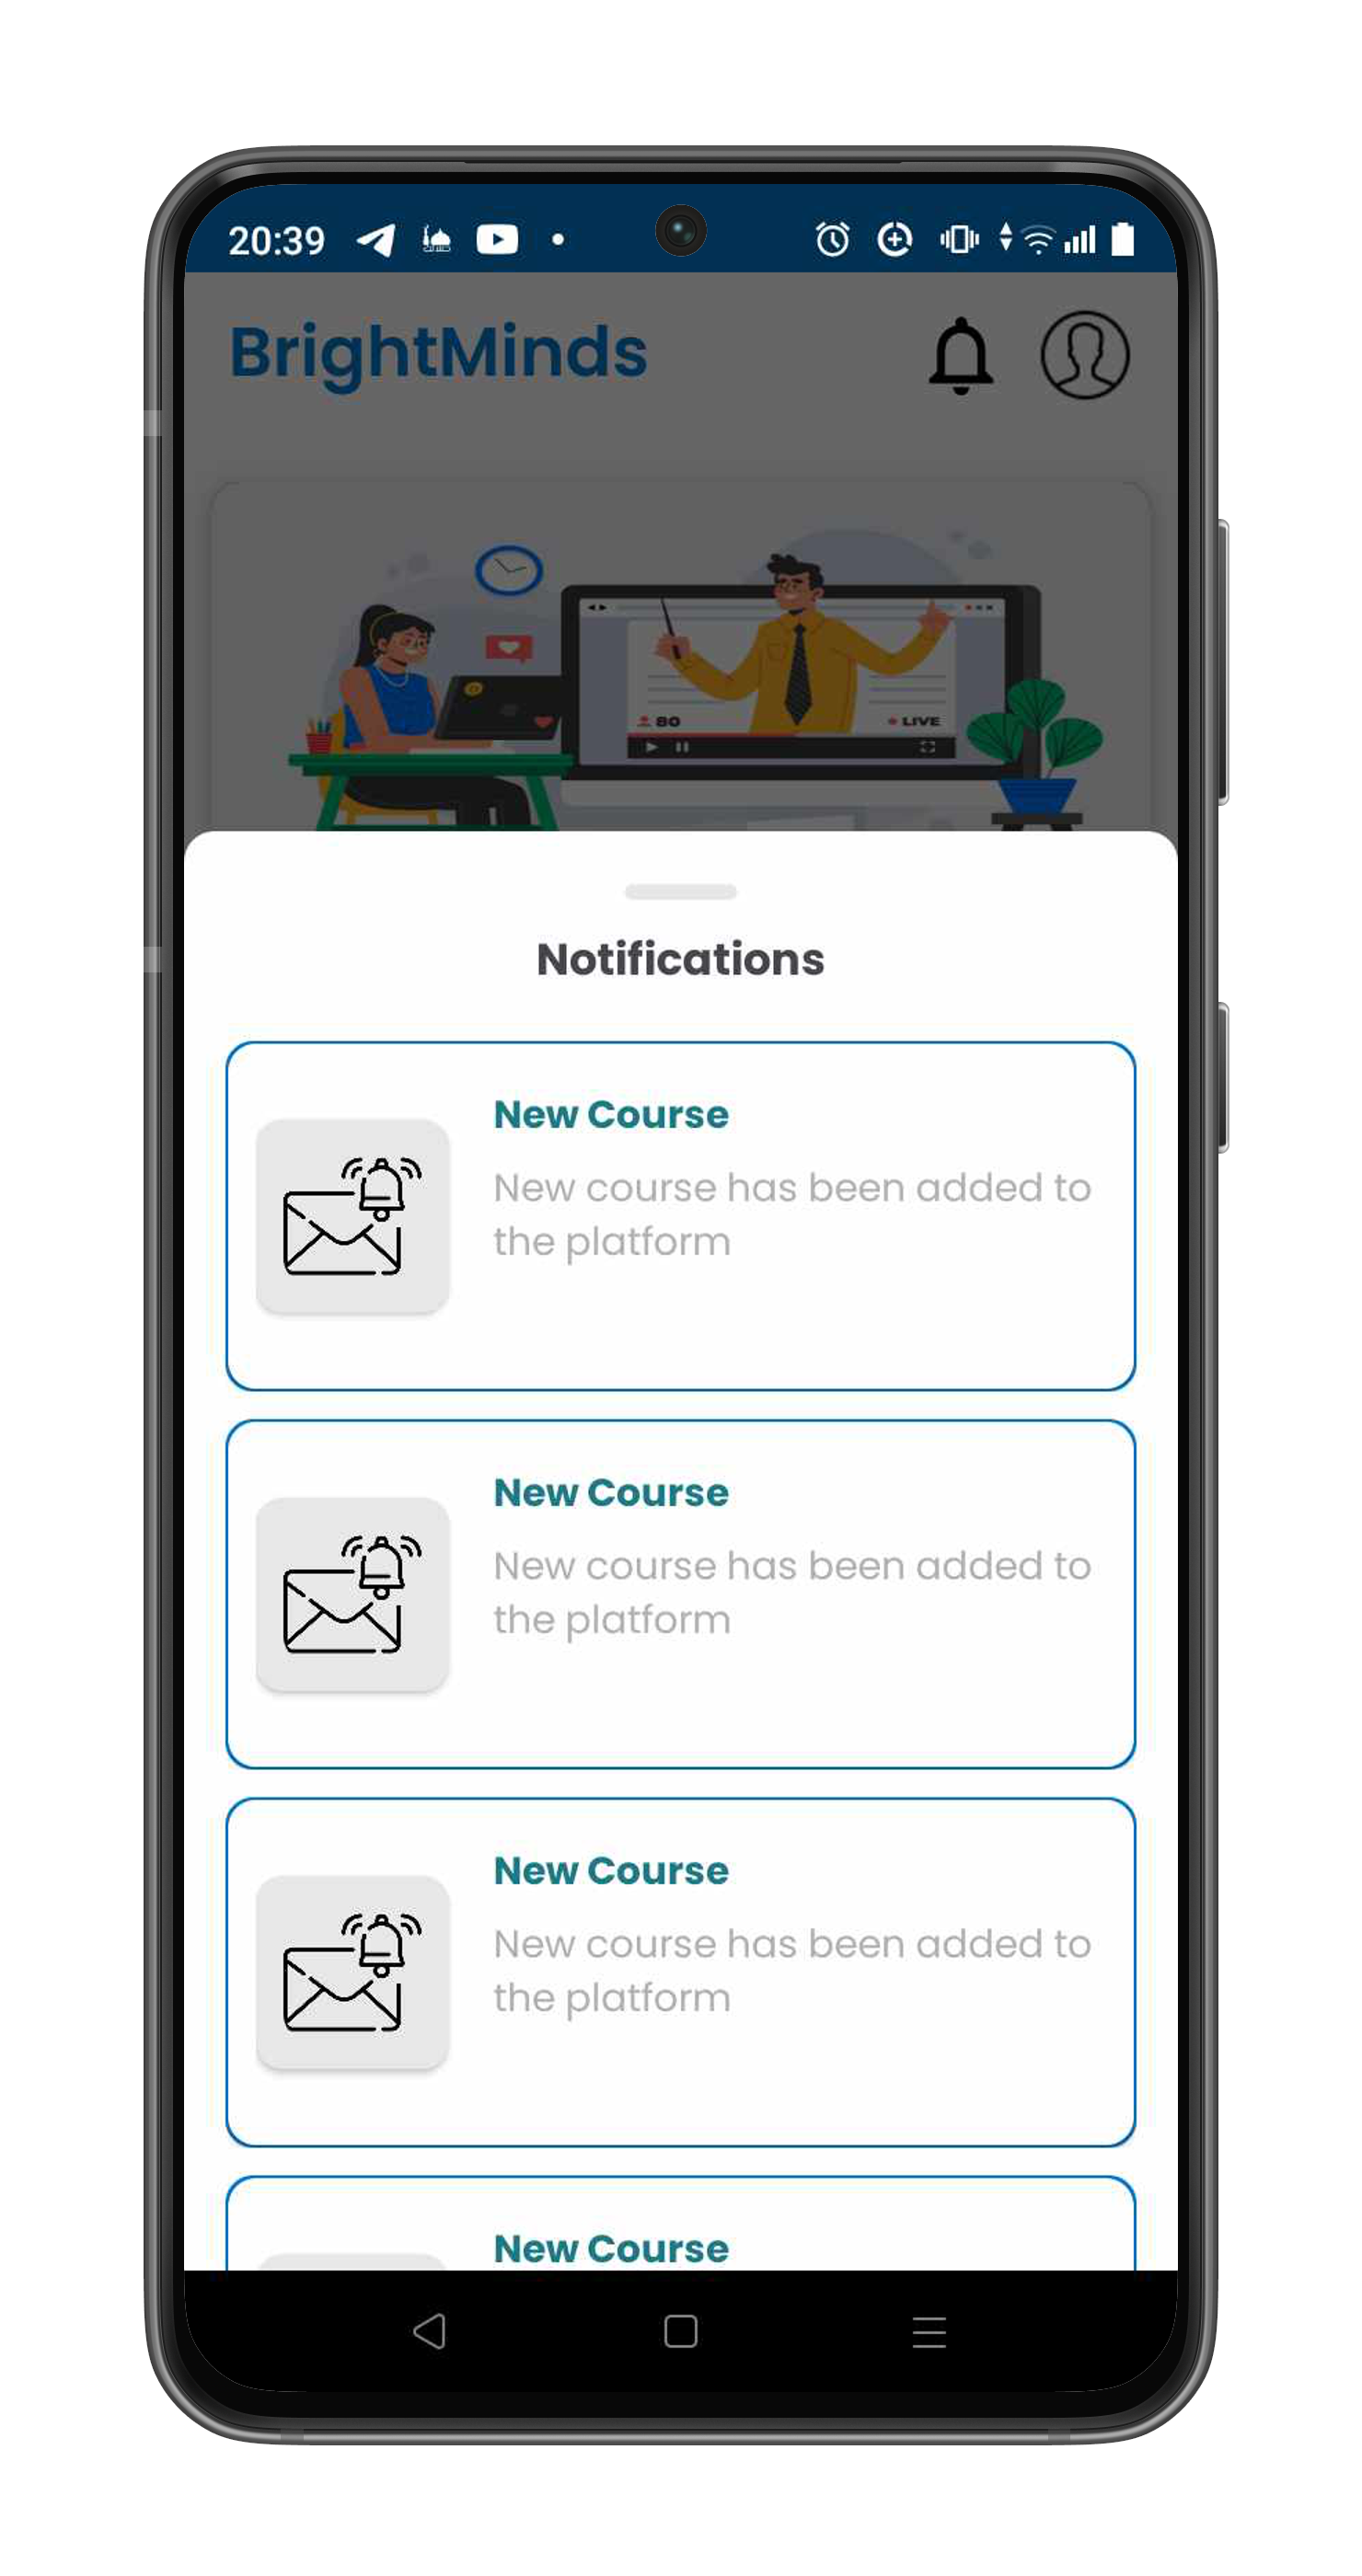 20:39
BrightMinds
80
LIVE
Notifications
New Course
New course has been added to
the platform
New Course
New course has been added to
the platform
New Course
New course has been added to
the platform
New Course